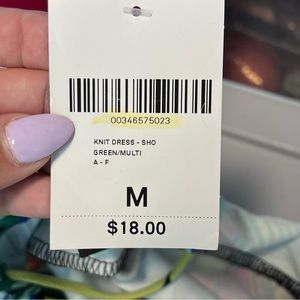 00346575023
KNIT DRESS - SHO
GREEN/MULTI
A - F
M
$18.00